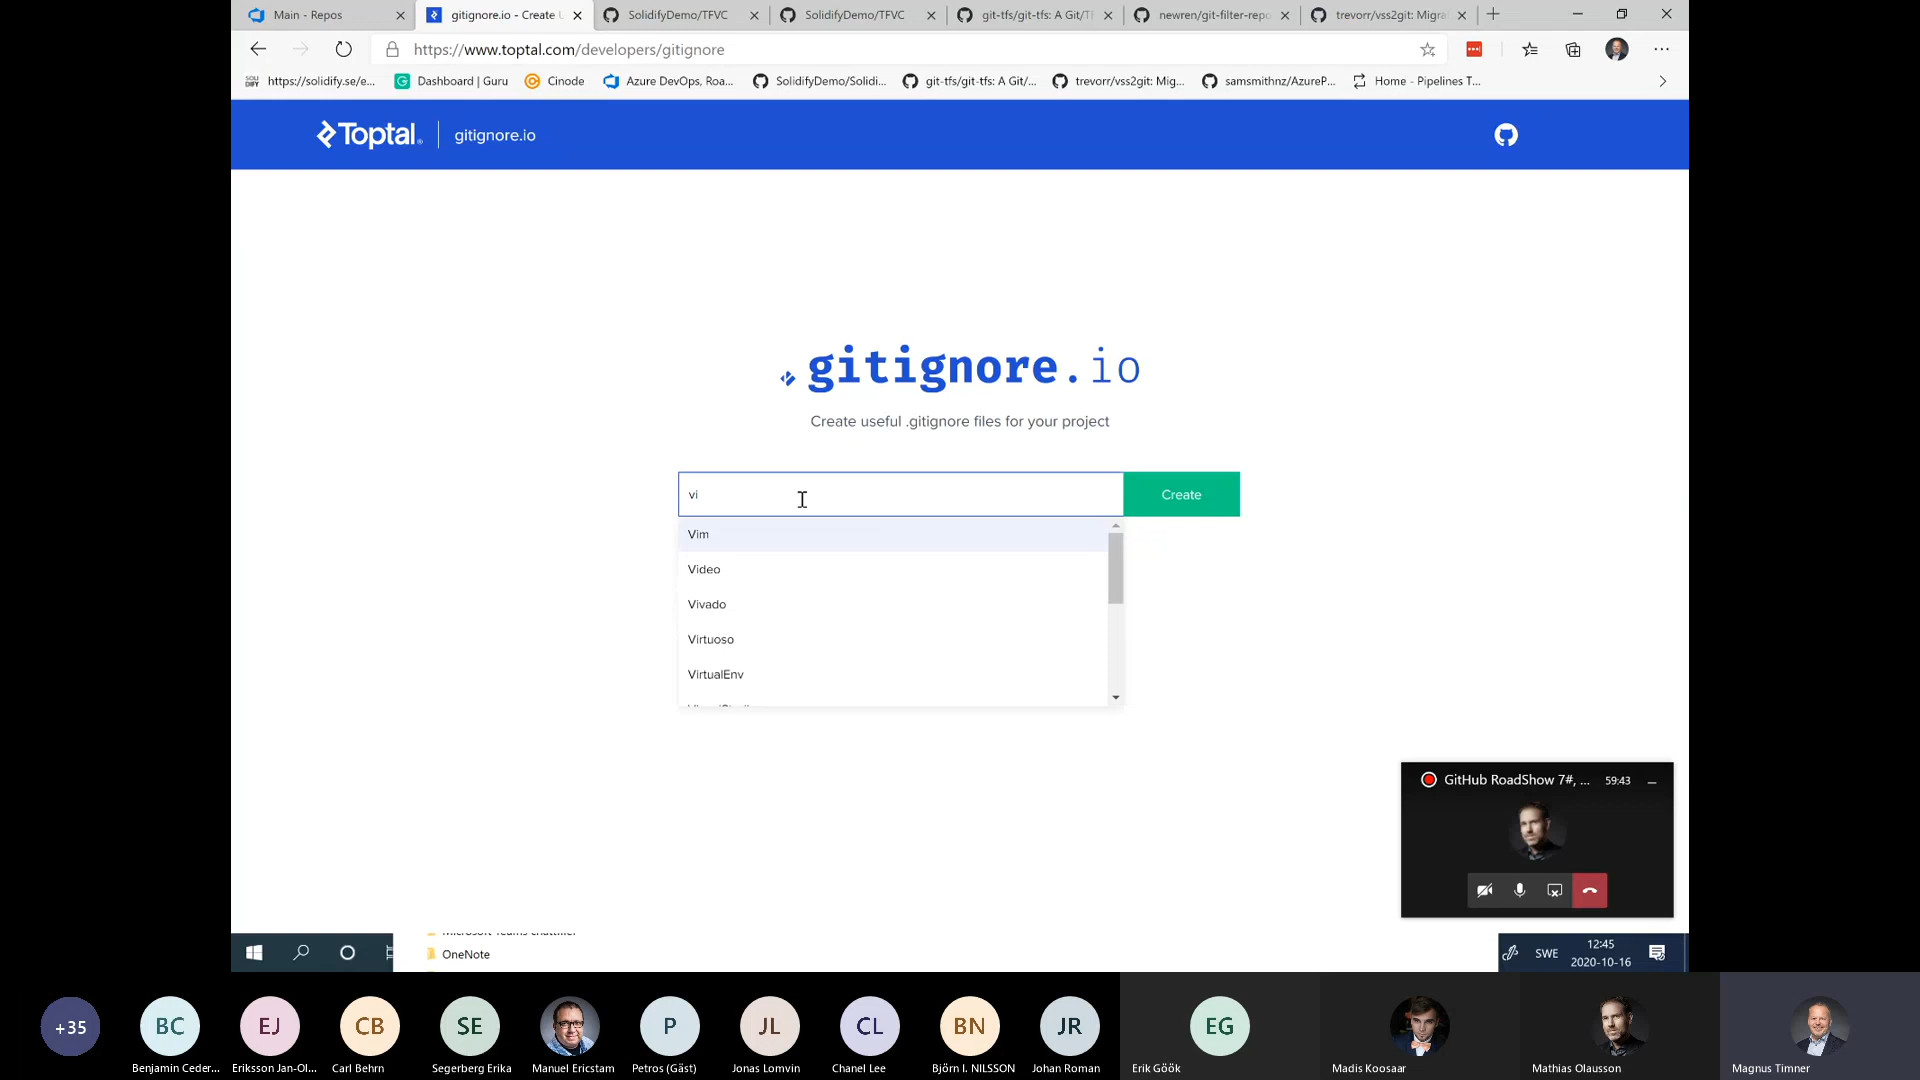 Main - Repos
gitignore.io - Create U
SolidifyDemo/TFVC
SolidifyDemo/TFVC
git-tfs/git-tfs: A Git/T
newren/git-filter-repo
trevorr/vss2git: Migra
https://www.toptal.com/developers/gitignore
SOLI
DIFY
https://solidify.se/e...
Dashboard | Guru
Cinode
Azure DevOps, Roa...
SolidifyDemo/Solidi...
git-tfs/git-tfs: A Git/...
trevorr/vss2git: Mig...
samsmithnz/AzureP...
Home - Pipelines T...
Toptal
gitignore.io
.gitignore.io
Create useful .gitignore files for your project
vi
Create
Vim
Video
Vivado
Virtuoso
VirtualEnv
GitHub RoadShow 7#, ...
59:43
OneNote
SWE
12:45
2020-10-16
+35
BC
EJ
CB
SE
P
JL
CL
BN
JR
EG
Benjamin Ceder...
Eriksson Jan-Ol...
Carl Behrn
Segerberg Erika
Manuel Ericstam
Petros (Gäst)
Jonas Lomvin
Chanel Lee
Björn I. NILSSON
Johan Roman
Erik Göök
Madis Koosaar
Mathias Olausson
Magnus Timner